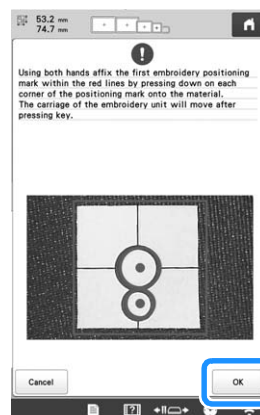 53.2 mm
74.7 mm
Using both hands affix the first embroidery positioning
mark within the red lines by pressing down on each
corner of the positioning mark onto the material.
The carriage of the embroidery unit will move after
pressing key.
Cancel
OK